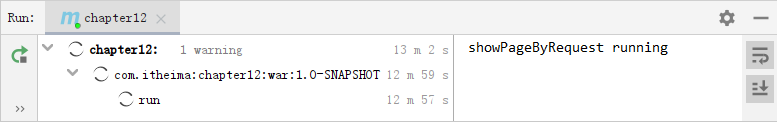 Run: chapter12
chapter12: 1 warning 13 m 2 s
com.itheima:chapter12:war:1.0-SNAPSHOT 12 m 59 s
run 12 m 57 s
showPageByRequest running